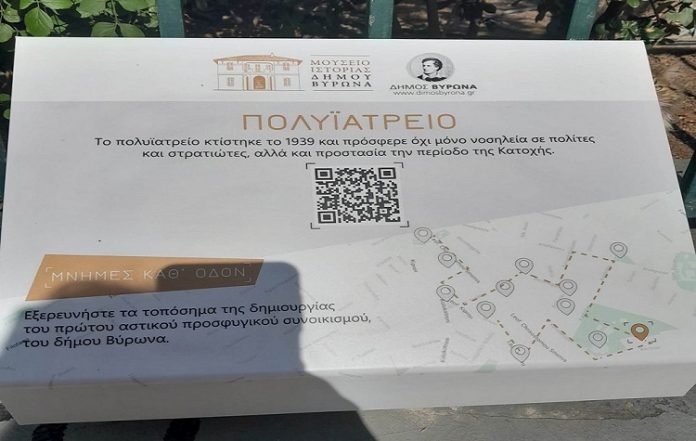 ΜΟΥΣΕΙΟ
ΙΣΤΟΡΙΑΣ
ΔΗΜΟΥ
ΒΥΡΩΝΑ
ΔΗΜΟΣ ΒΥΡΩΝΑ
www.dimosbyrona.gr
ΠΟΛΥΪΑΤΡΕΙΟ
Το πολυϊατρείο κτίστηκε το 1939 και πρόσφερε όχι μόνο νοσηλεία σε πολίτες
και στρατιώτες, αλλά και προστασία την περίοδο της Κατοχής.
ΜΝΗΜΕΣ ΚΑΘ' ΟΔΟΝ
Εξερευνήστε τα τοπόσημα της δημιουργίας
του πρώτου αστικού προσφυγικού συνοικισμού,
του δήμου Βύρωνα.